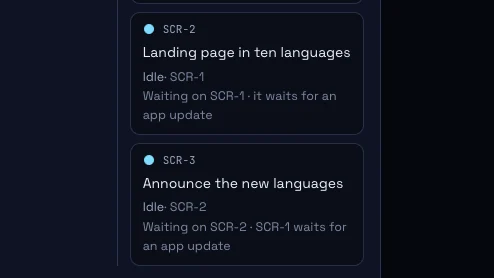 SCR-2
Landing page in ten languages
Idle· SCR-1
Waiting on SCR-1 · it waits for an
app update
SCR-3
Announce the new languages
Idle· SCR-2
Waiting on SCR-2 · SCR-1 waits for
an app update